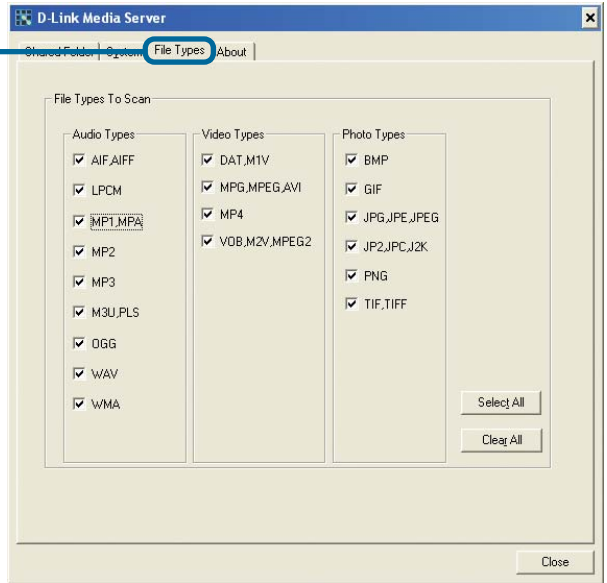 D-Link Media Server
Shared Folder System File Types About
File Types To Scan
Audio Types
AIF,AIFF
LPCM
MP1,MPA
MP2
MP3
M3U,PLS
OGG
WAV
WMA
Video Types
DAT,M1V
MPG,MPEG,AVI
MP4
VOB,M2V,MPEG2
Photo Types
BMP
GIF
JPG,JPE,JPEG
JP2,JPC,J2K
PNG
TIF,TIFF
Select All
Clear All
Close